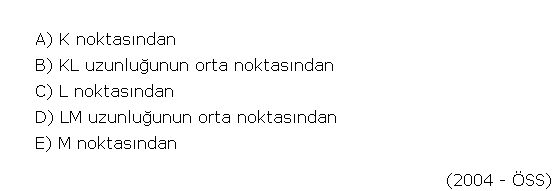 A) K noktasından
B) KL uzunluğunun orta noktasından
C) L noktasından
D) LM uzunluğunun orta noktasından
E) M noktasından
(2004 - ÖSS)